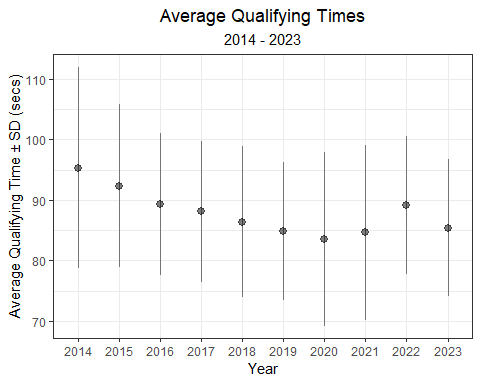 Average Qualifying Times
2014 - 2023
Average Qualifying Time ± SD (secs)
110
100
90
80
70
2014 2015 2016 2017 2018 2019 2020 2021 2022 2023
Year